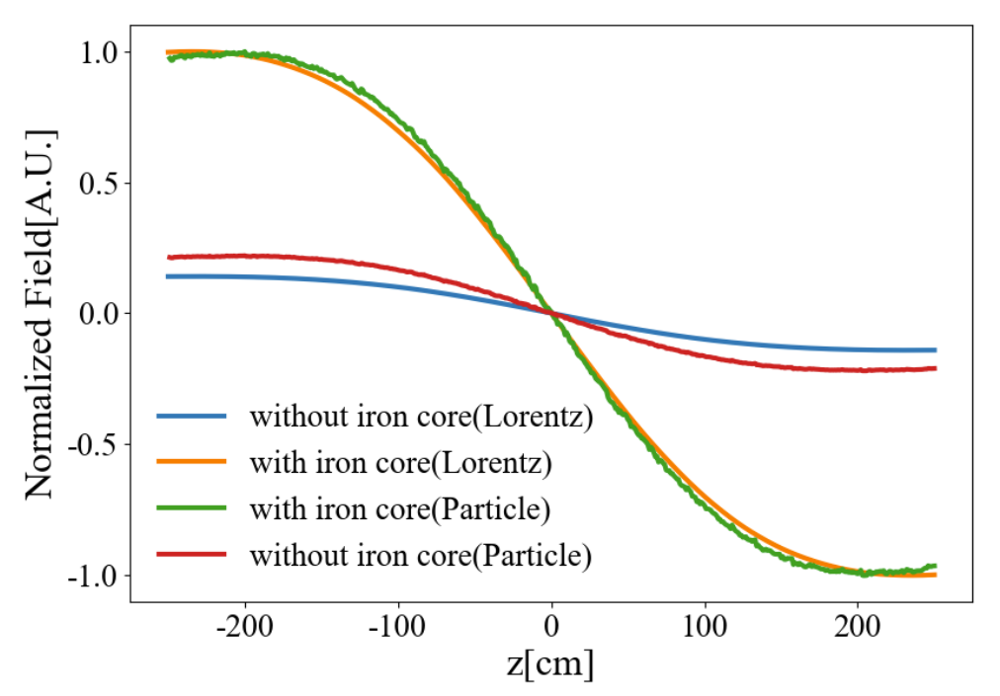 Normalized Field[A.U.]
1.0
0.5
0.0
-0.5
-1.0
without iron core(Lorentz)
with iron core(Lorentz)
with iron core(Particle)
without iron core(Particle)
-200 -100 0 100 200
z[cm]